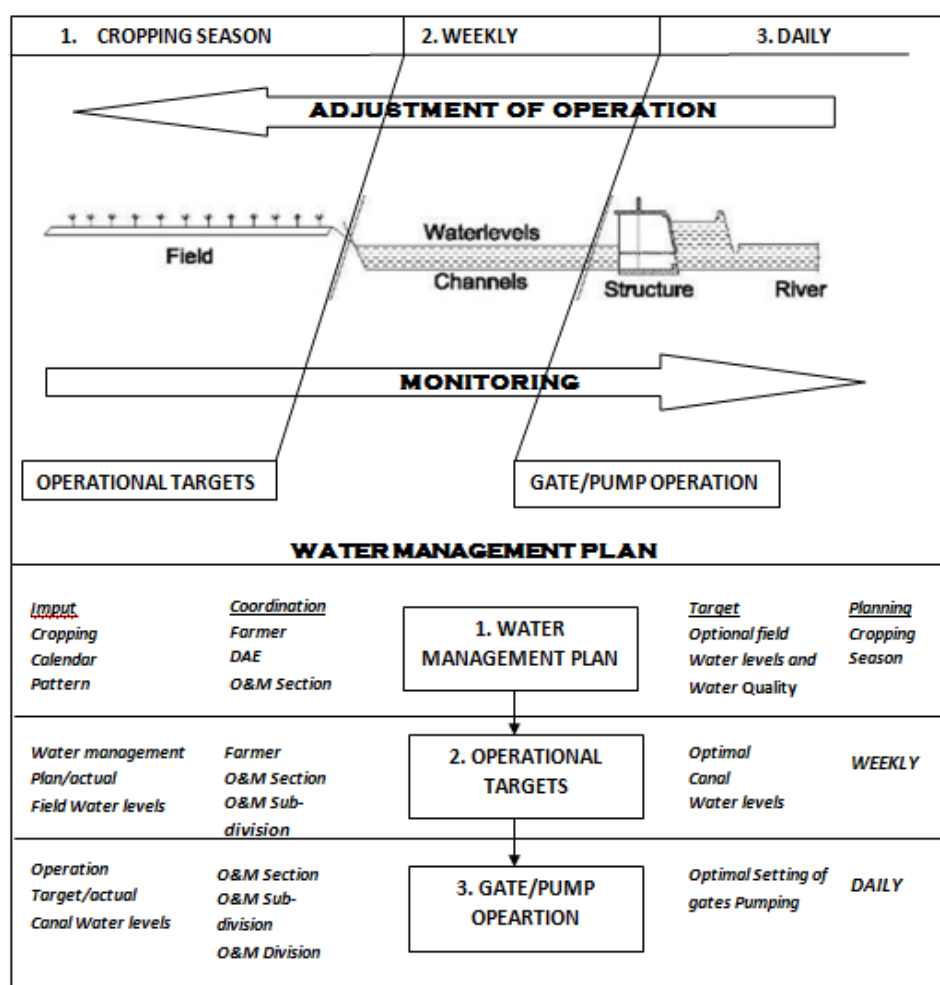 1. CROPPING SEASON
2. WEEKLY
3. DAILY
ADJUSTMENT OF OPERATION
Field
Waterlevels
Channels
Structure
River
MONITORING
OPERATIONAL TARGETS
GATE/PUMP OPERATION
WATER MANAGEMENT PLAN
Imput
Cropping
Calendar
Pattern
Coordination
Farmer
DAE
O&M Section
1. WATER
MANAGEMENT PLAN
Target
Optional field
Water levels and
Water Quality
Planning
Cropping
Season
Water management
Plan/actual
Field Water levels
Farmer
O&M Section
O&M Sub-
division
2. OPERATIONAL
TARGETS
Optimal
Canal
Water levels
WEEKLY
Operation
Target/actual
Canal Water levels
O&M Section
O&M Sub-
division
O&M Division
3. GATE/PUMP
OPEARTION
Optimal Setting of
gates Pumping
DAILY